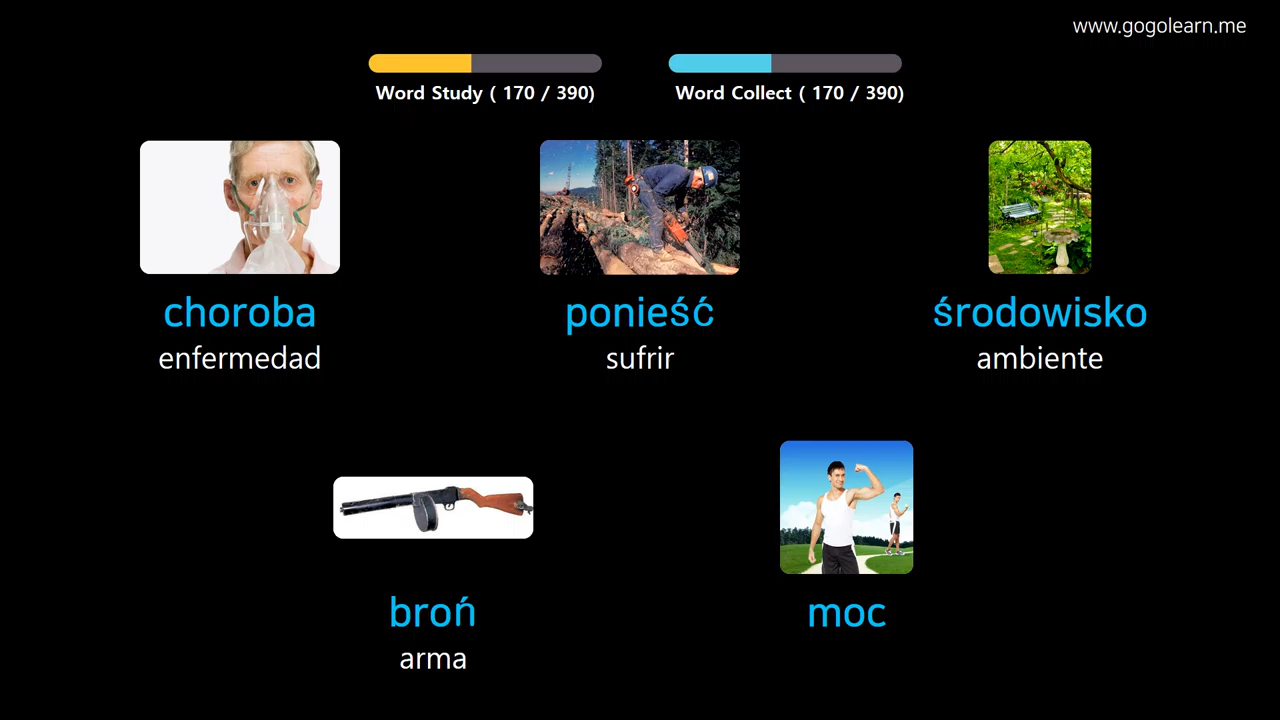 www.gogolearn.me
Word Study ( 170 / 390)
Word Collect ( 170 / 390)
choroba
ponieść
środowisko
enfermedad
sufrir
ambiente
broń
moc
arma